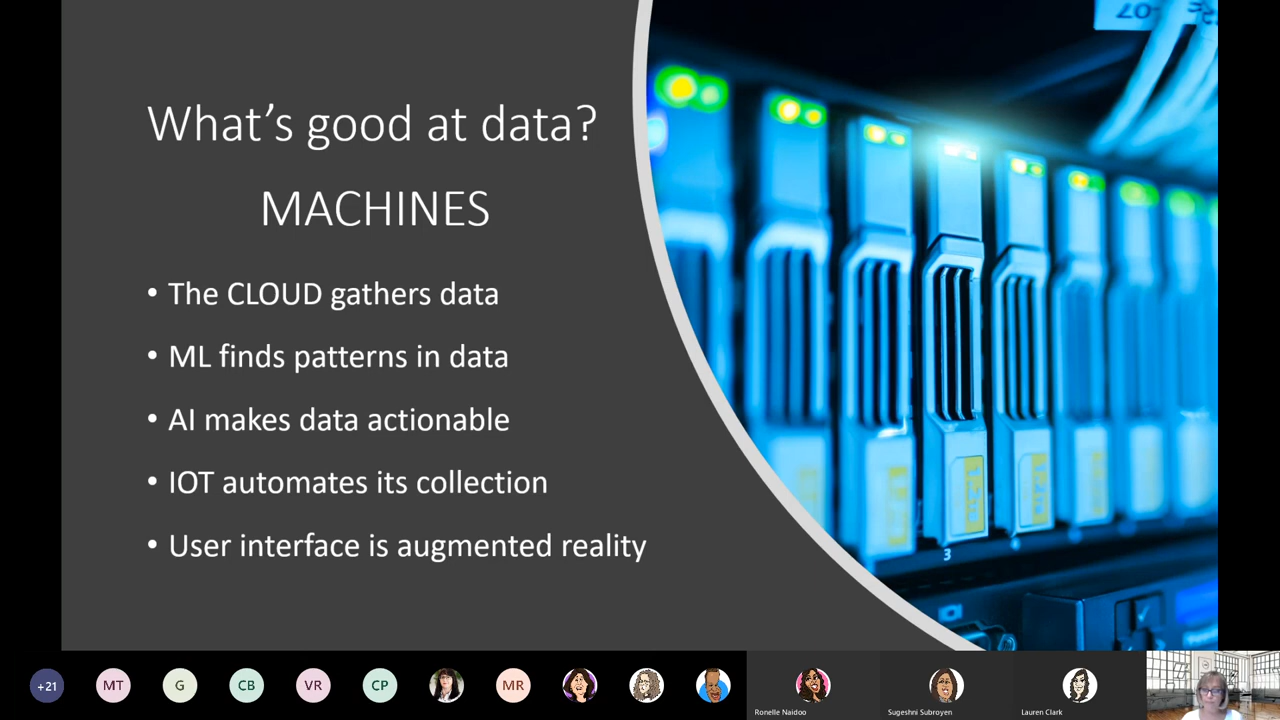 What's good at data?
MACHINES
• The CLOUD gathers data
• ML finds patterns in data
• AI makes data actionable
• IOT automates its collection
• User interface is augmented reality
3
+21
MT
G
CB
VR
CP
MR
Ronelle Naidoo
Sugeshni Subroyen
Lauren Clark